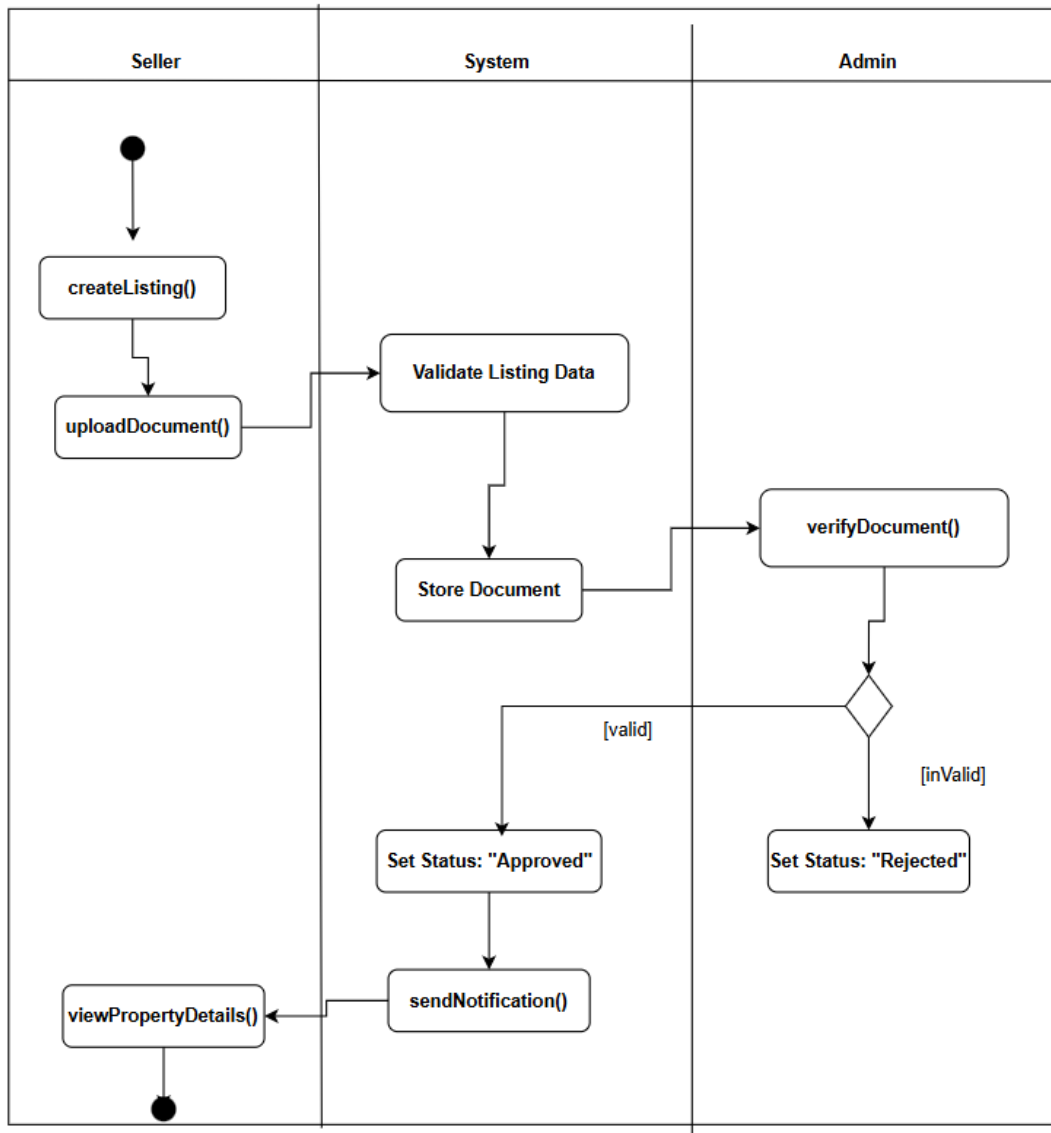 Seller
System
Admin
createListing()
Validate Listing Data
uploadDocument()
verifyDocument()
Store Document
[valid]
[inValid]
Set Status: "Approved"
Set Status: "Rejected"
sendNotification()
viewPropertyDetails()